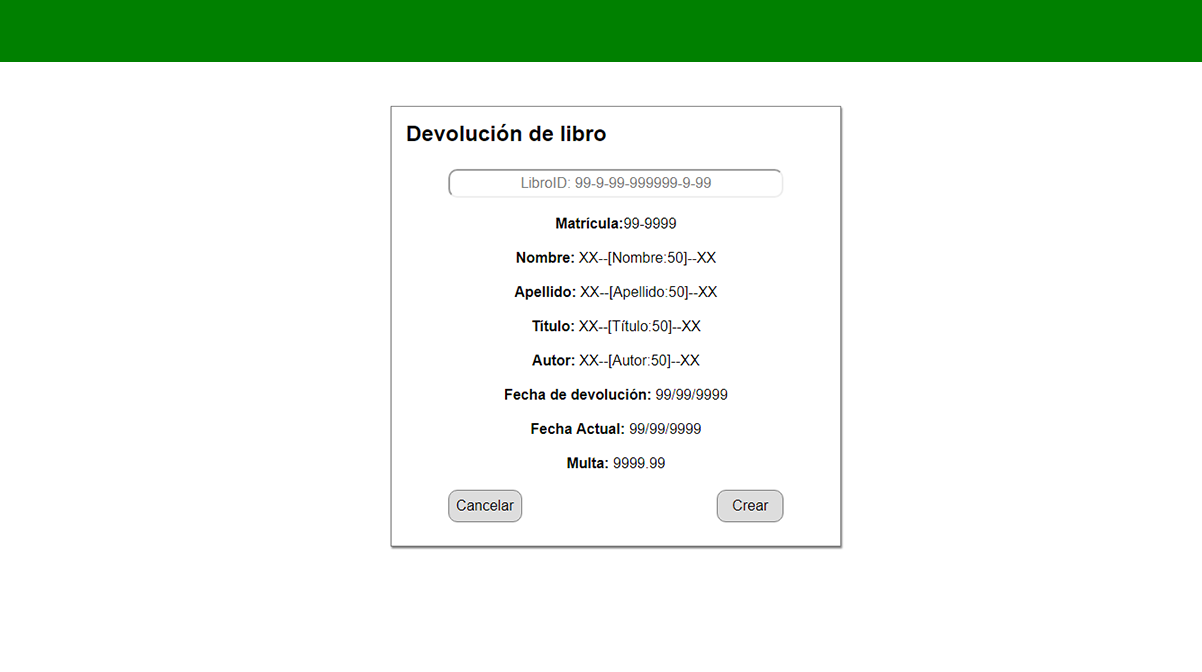 Devolución de libro
LibroID: 99-9-99-999999-9-99
Matrícula:99-9999
Nombre: XX--[Nombre:50]--XX
Apellido: XX--[Apellido:50]--XX
Título: XX--[Título:50]--XX
Autor: XX--[Autor:50]--XX
Fecha de devolución: 99/99/9999
Fecha Actual: 99/99/9999
Multa: 9999.99
Cancelar Crear